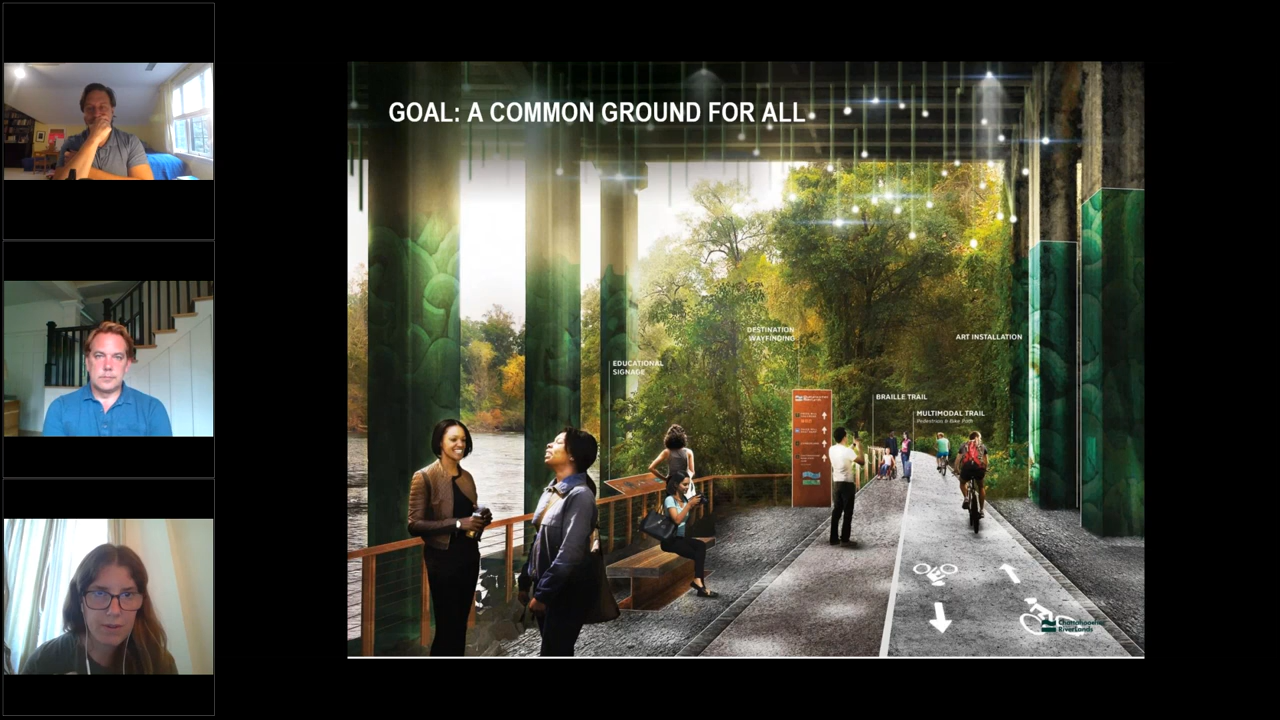 GOAL: A COMMON GROUND FOR ALL
DESTINATION
WAYFINDING
ART INSTALLATION
EDUCATIONAL
SIGNAGE
BRAILLE TRAIL
MULTIMODAL TRAIL
Pedestrian & Bike Path
Chattahoochee
RiverLands